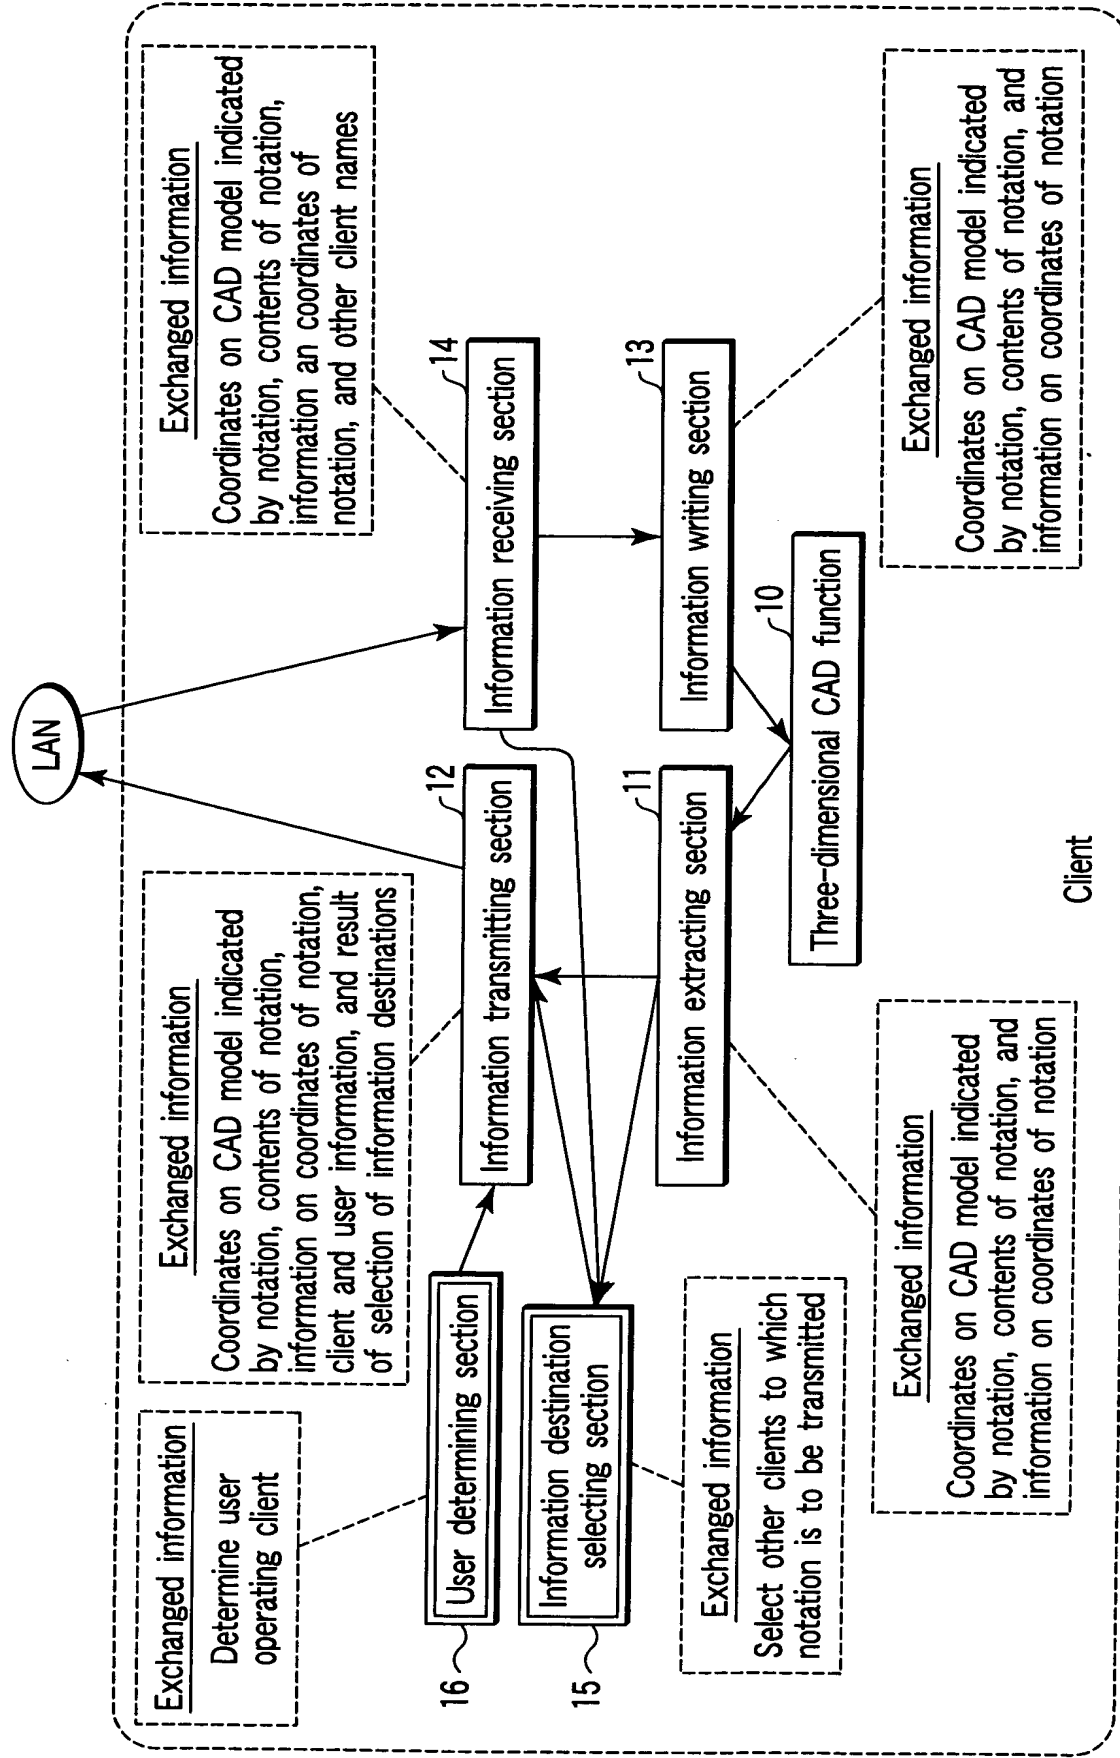 LAN
Exchanged information
Determine user
operating client
Exchanged information
Coordinates on CAD model indicated
by notation, contents of notation,
information on coordinates of notation,
client and user information, and result
of selection of information destinations
Exchanged information
Coordinates on CAD model indicated
by notation, contents of notation,
information an coordinates of
notation, and other client names
16
User determining section
12
Information transmitting section
14
Information receiving section
15
Information destination
selecting section
11
Information extracting section
13
Information writing section
Exchanged information
Select other clients to which
notation is to be transmitted
10
Three-dimensional CAD function
Exchanged information
Coordinates on CAD model indicated
by notation, contents of notation, and
information on coordinates of notation
Exchanged information
Coordinates on CAD model indicated
by notation, contents of notation, and
information on coordinates of notation
Client